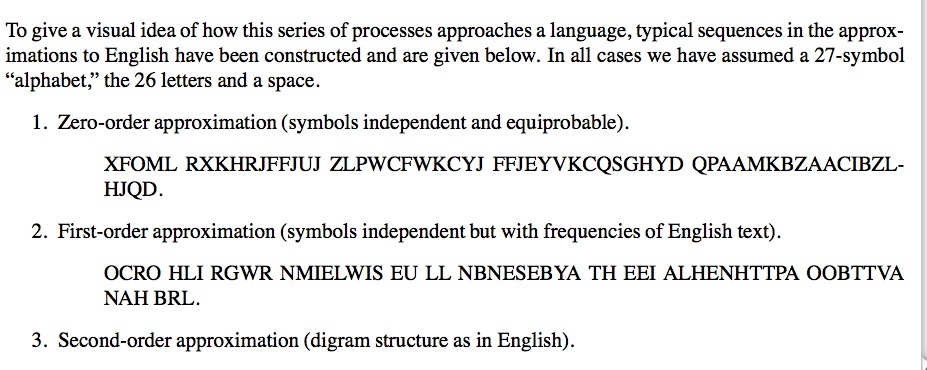 To give a visual idea of how this series of processes approaches a language, typical sequences in the approx-
imations to English have been constructed and are given below. In all cases we have assumed a 27-symbol
“alphabet,” the 26 letters and a space.
1. Zero-order approximation (symbols independent and equiprobable).
XFOML RXKHRJFFJUJ ZLPWCFWKCYJ FFJEYVKCQSGHYD QPAAMKBZAACIBZL-
HJQD.
2. First-order approximation (symbols independent but with frequencies of English text).
OCRO HLI RGWR NMIELWIS EU LL NBNESEBYA TH EEI ALHENHTTPA OOBTTVA
NAH BRL.
3. Second-order approximation (digram structure as in English).